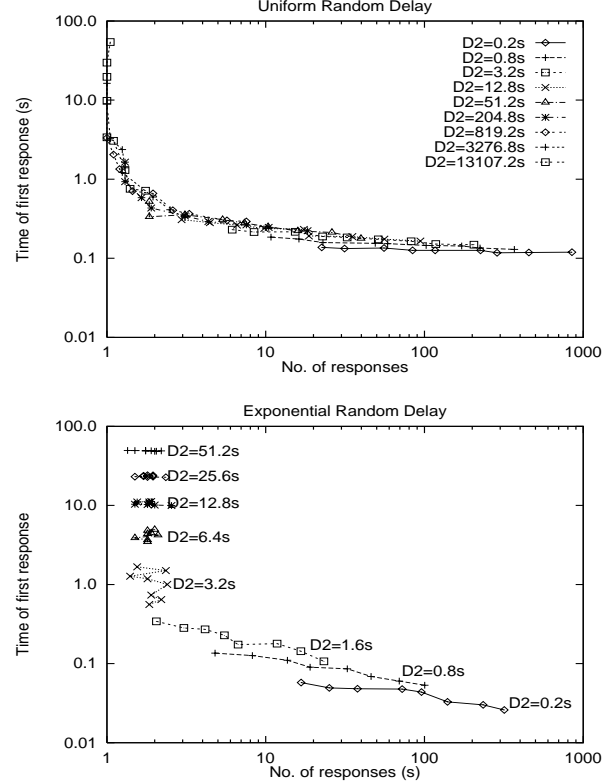 Uniform Random Delay
Time of first response (s)
100.0
10.0
1.0
0.1
0.01
1
10
100
1000
No. of responses
D2=0.2s
D2=0.8s
D2=3.2s
D2=12.8s
D2=51.2s
D2=204.8s
D2=819.2s
D2=3276.8s
D2=13107.2s
Exponential Random Delay
Time of first response
100.0
10.0
1.0
0.1
0.01
1
10
100
1000
No. of responses (s)
D2=51.2s
D2=25.6s
D2=12.8s
D2=6.4s
D2=3.2s
D2=1.6s
D2=0.8s
D2=0.2s